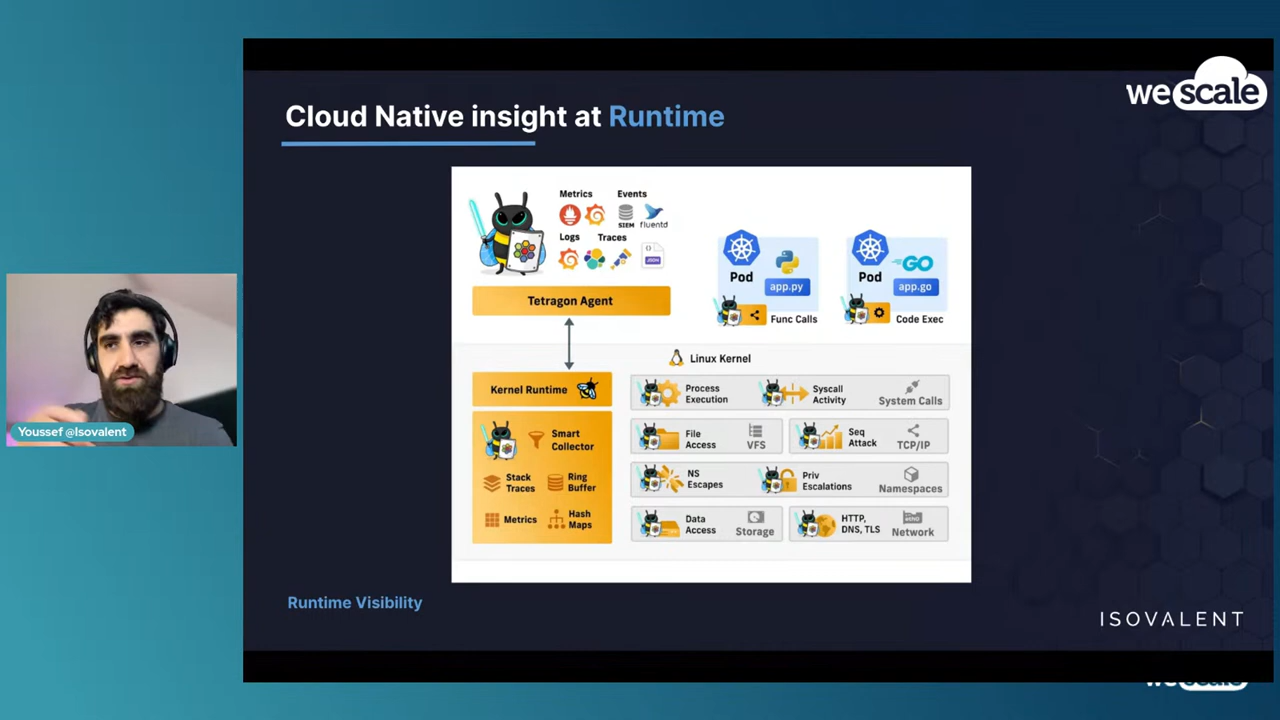 we scale
Cloud Native insight at Runtime
Metrics Events
SIEM fluentd
Logs Traces
JSON
Tetragon Agent
Pod
app.py
Func Calls
Pod
GO
app.go
Code Exec
Linux Kernel
Kernel Runtime
Smart
Collector
Stack
Traces
Ring
Buffer
Metrics
Hash
Maps
Process
Execution
Syscall
Activity
System Calls
File
Access
VFS
Seq
Attack
TCP/IP
NS
Escapes
Priv
Escalations
Namespaces
Data
Access
Storage
HTTP,
DNS, TLS
Network
Youssef @Isovalent
Runtime Visibility
ISOVALENT